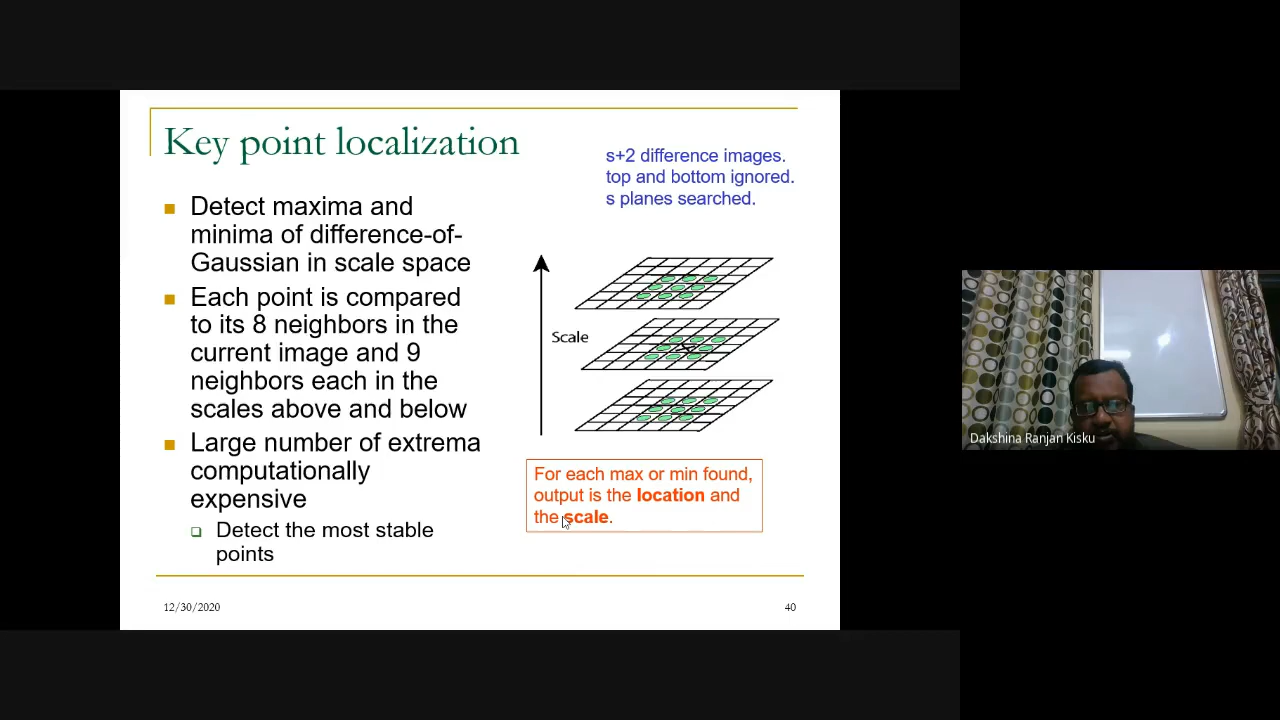 Key point localization
s+2 difference images.
top and bottom ignored.
s planes searched.
Detect maxima and
minima of difference-of-
Gaussian in scale space
Each point is compared
to its 8 neighbors in the
current image and 9
neighbors each in the
scales above and below
Large number of extrema
computationally
expensive
Detect the most stable
points
Scale
For each max or min found,
output is the location and
the scale.
12/30/2020
40
Dakshina Ranjan Kisku